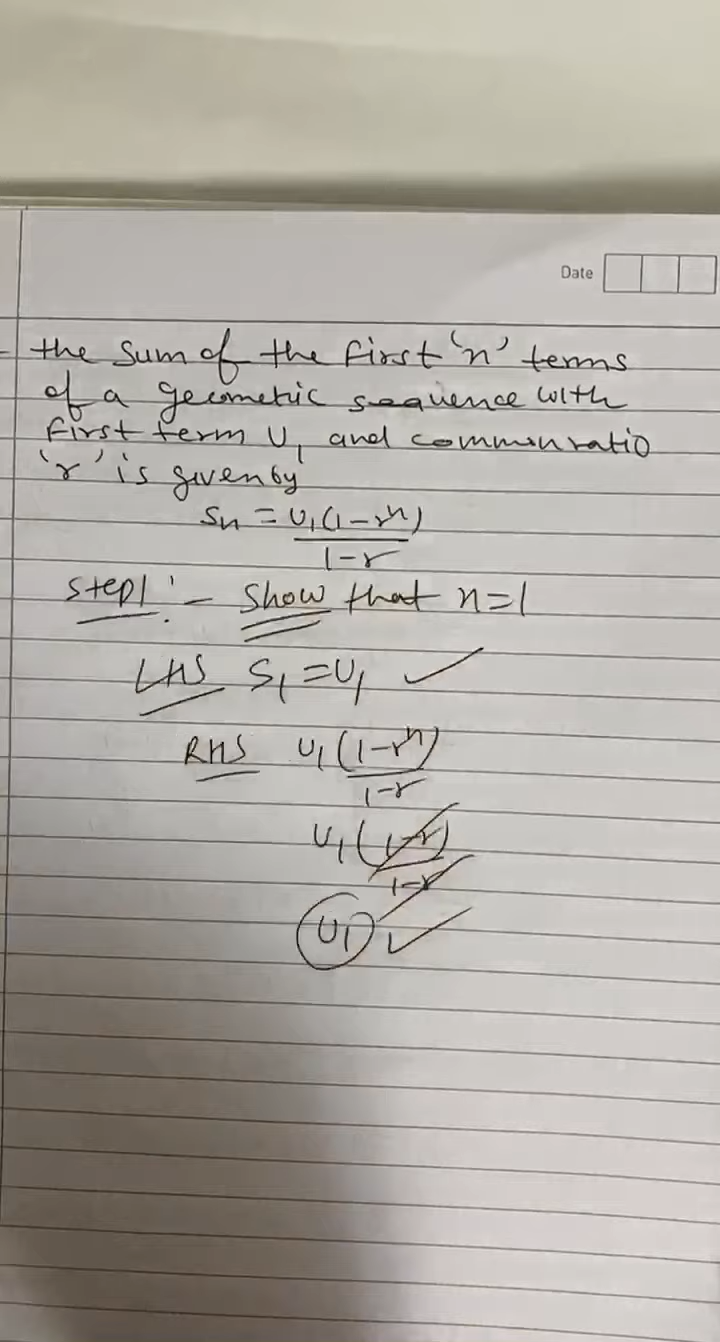 Date
the sum of the first 'n' terms
of a geometric sequence with
first term U₁ and common ratio
'r' is given by
Sn = U₁(1-rⁿ)
1-r
Step1:- Show that n=1
LHS S₁ = U₁ ✓
RHS U₁(1-rⁿ)
1-r
U₁(1-r)
1-r
U₁ ✓